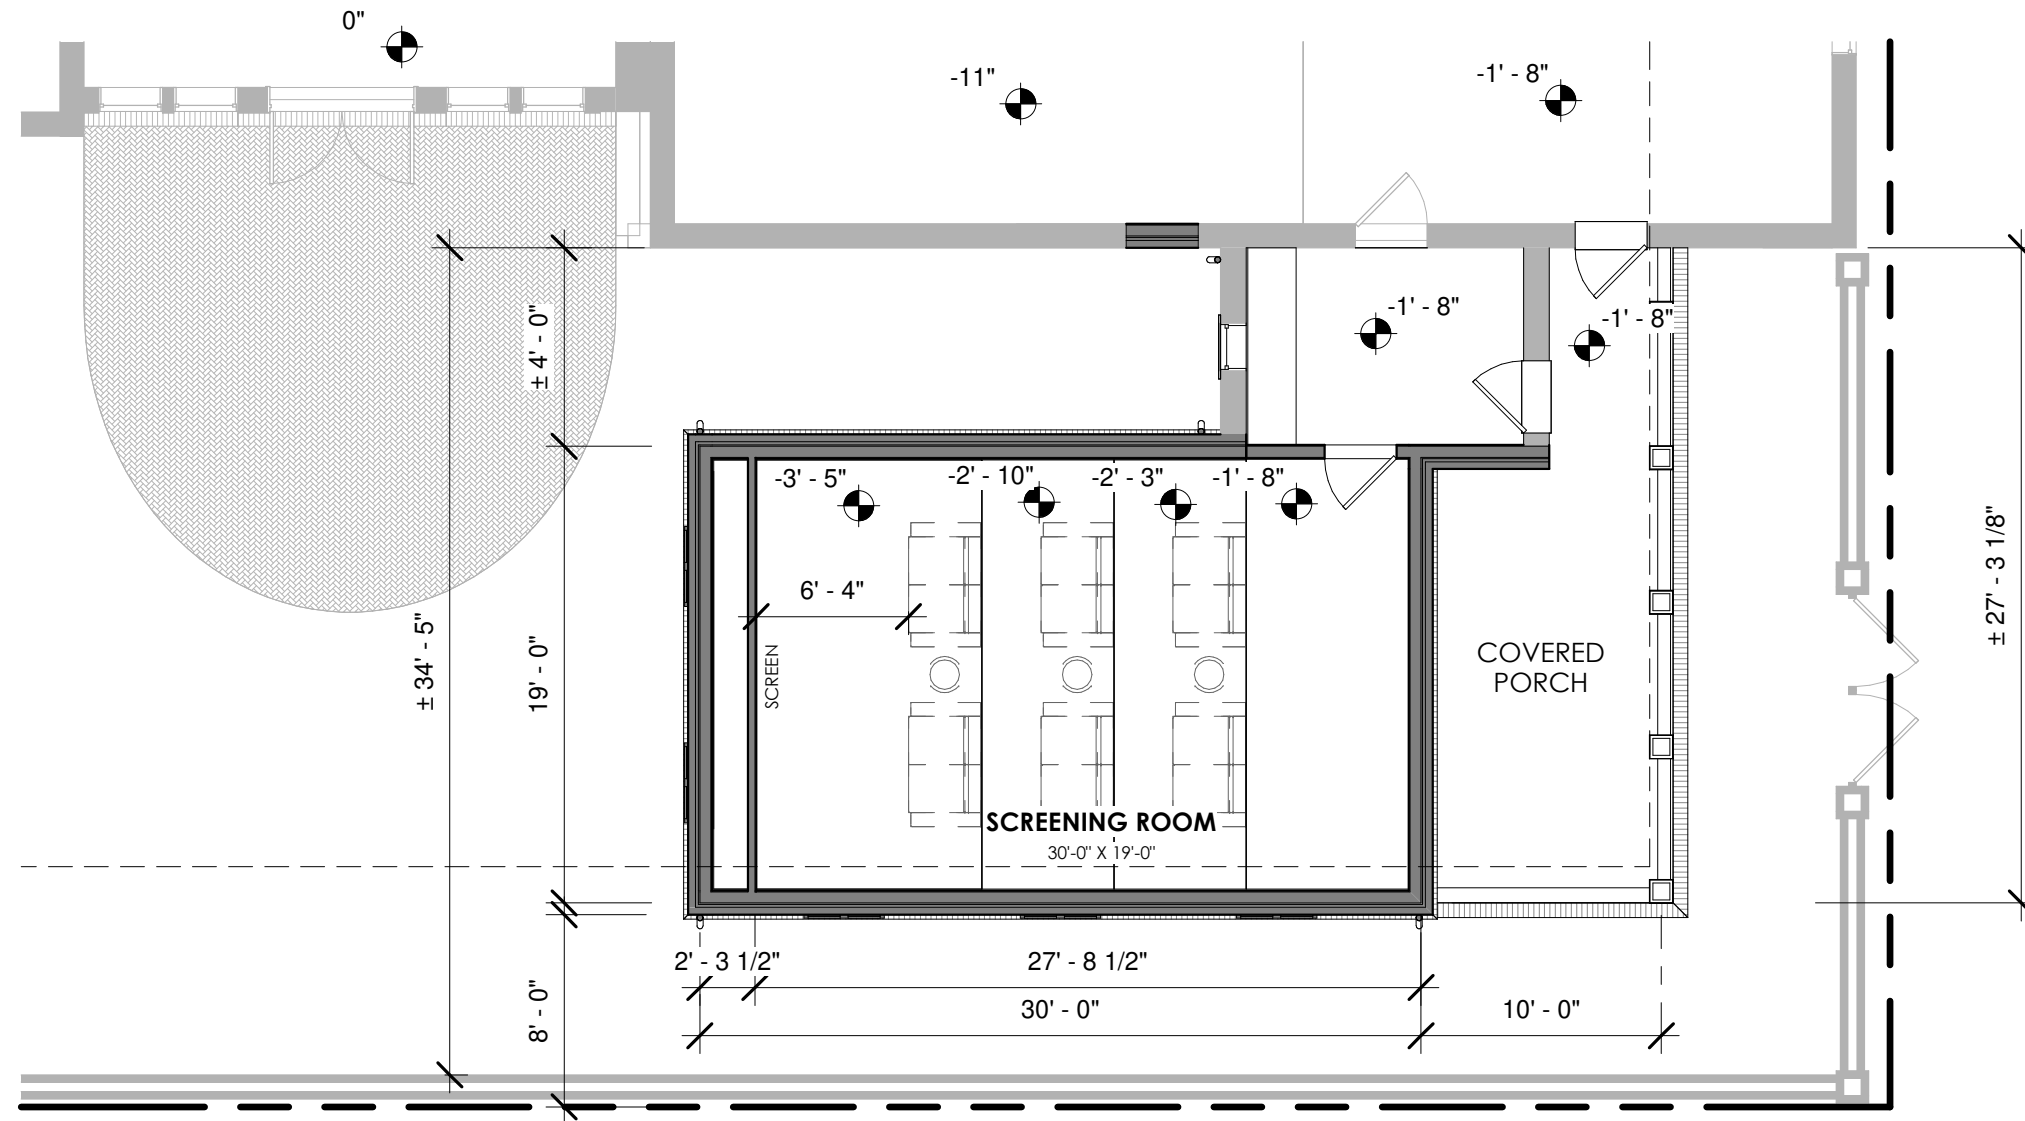 0"
-11"
-1' - 8"
-1' - 8"
-1' - 8"
± 4' - 0"
± 34' - 5"
19' - 0"
8' - 0"
± 27' - 3 1/8"
-3' - 5"
-2' - 10"
-2' - 3"
-1' - 8"
6' - 4"
SCREEN
COVERED
PORCH
SCREENING ROOM
30'-0" X 19'-0"
2' - 3 1/2"
27' - 8 1/2"
30' - 0"
10' - 0"